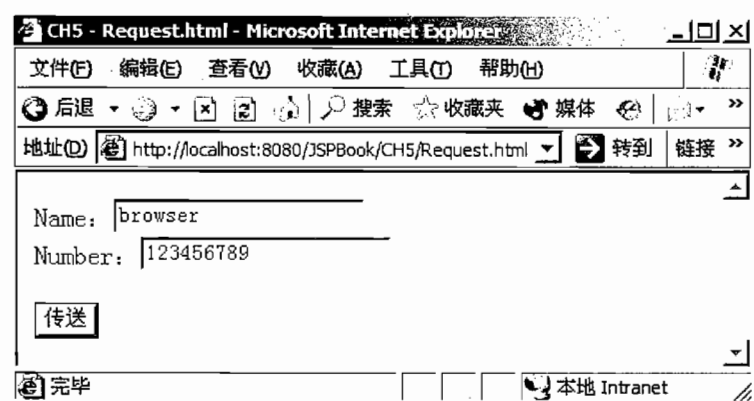 CH5 - Request.html - Microsoft Internet Explorer
文件(F) 编辑(E) 查看(V) 收藏(A) 工具(T) 帮助(H)
后退 搜索 收藏夹 媒体 »
地址(D) http://localhost:8080/JSPBook/CH5/Request.html 转到 链接 »
Name: browser
Number: 123456789
传送
完毕 本地 Intranet